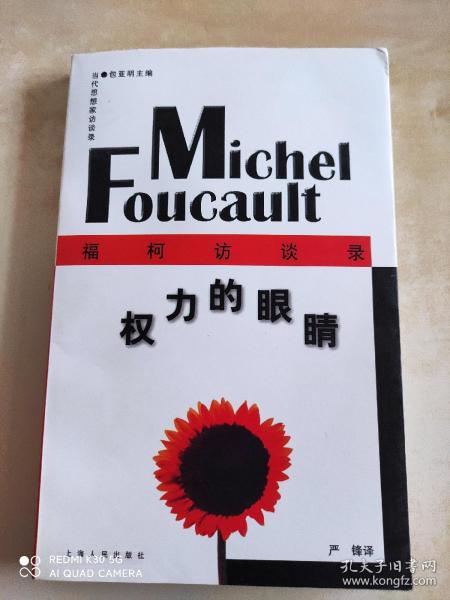 当代思想家访谈录●包亚明主编
Michel
Foucault
福柯访谈录
权力的眼睛
上海人民出版社
严锋译
REDMI K30 5G
AI QUAD CAMERA
孔夫子旧书网
www.kongfz.com